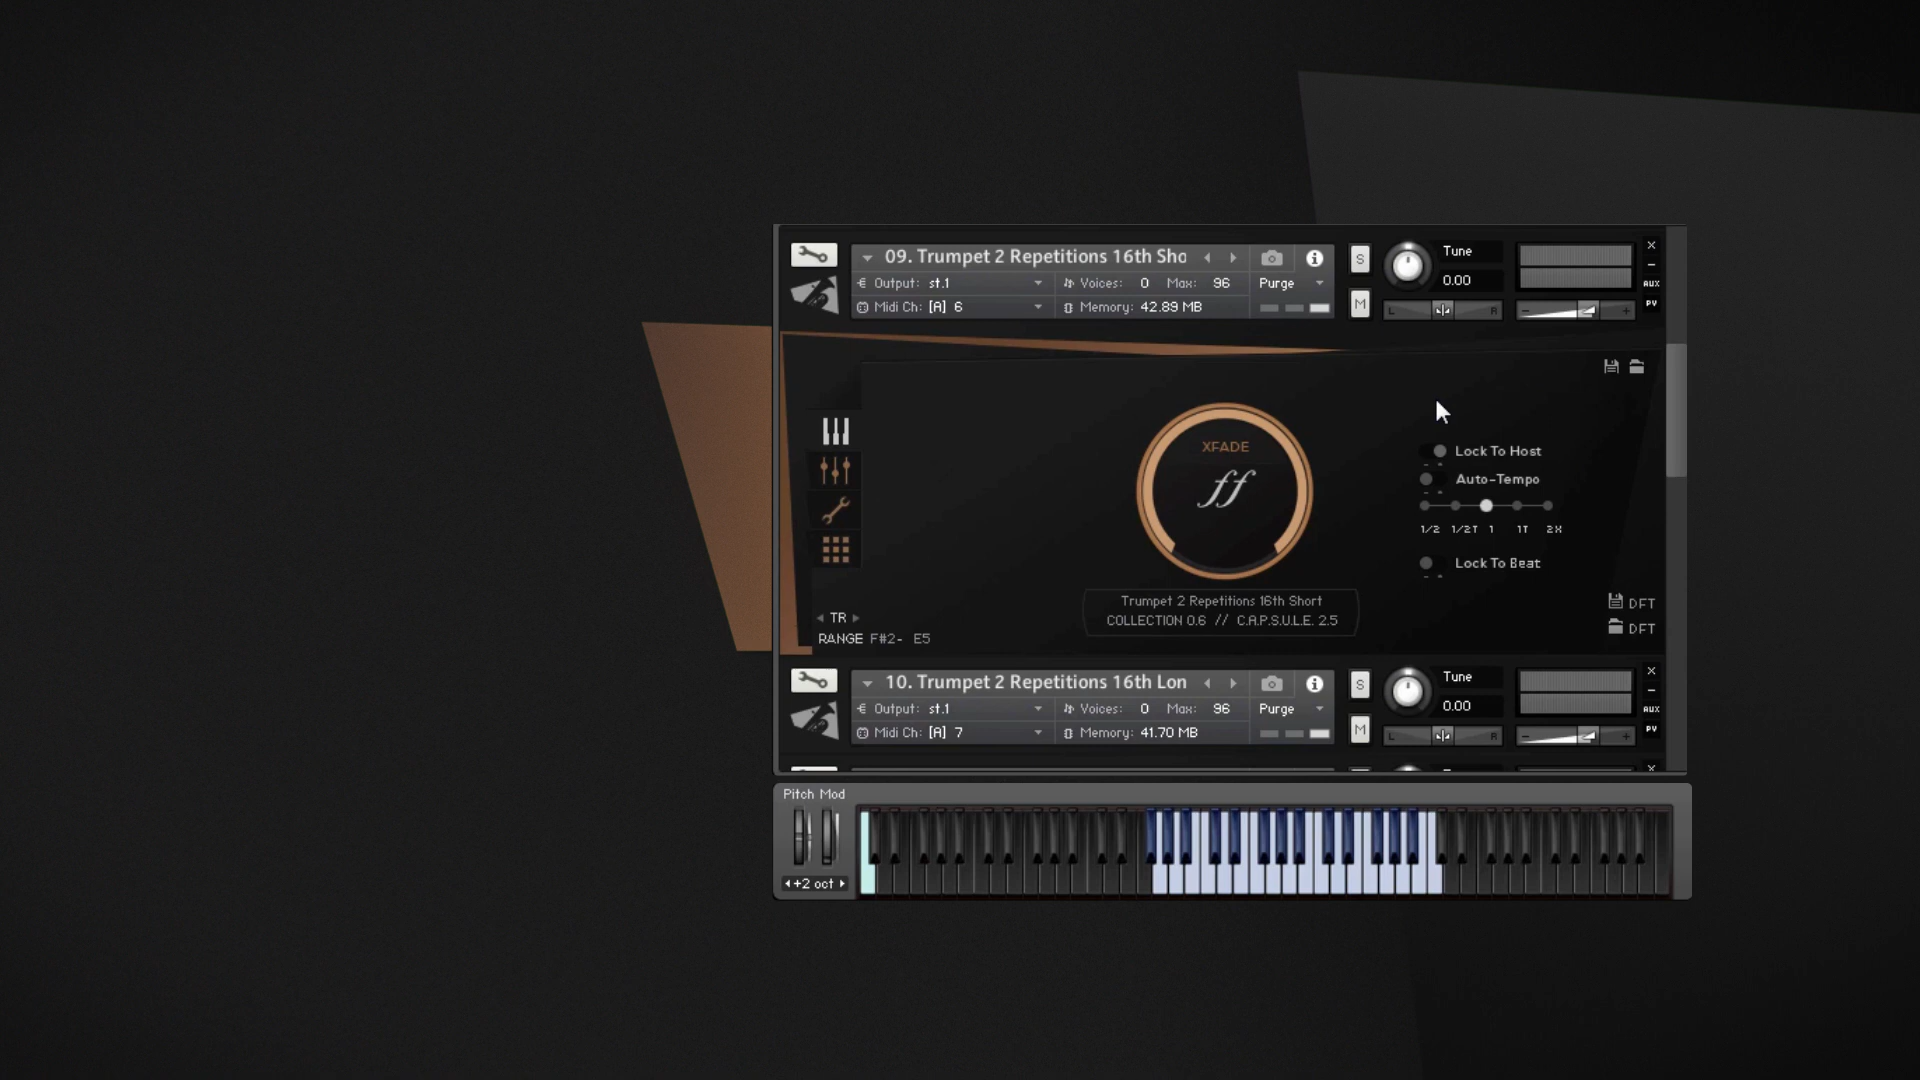 09. Trumpet 2 Repetitions 16th Sho
Output: st.1
Voices: 0 Max: 96
Purge
Midi Ch: [A] 6
Memory: 42.89 MB
S
M
Tune
0.00
L R
- +
×
-
AUX
PV
XFADE
ff
Lock To Host
Auto-Tempo
1/2 1/2T 1 1T 2X
Lock To Beat
Trumpet 2 Repetitions 16th Short
COLLECTION 0.6 // C.A.P.S.U.L.E. 2.5
TR
RANGE F#2- E5
DFT
DFT
10. Trumpet 2 Repetitions 16th Lon
Output: st.1
Voices: 0 Max: 96
Purge
Midi Ch: [A] 7
Memory: 41.70 MB
S
M
Tune
0.00
L R
- +
×
-
AUX
PV
Pitch Mod
+2 oct